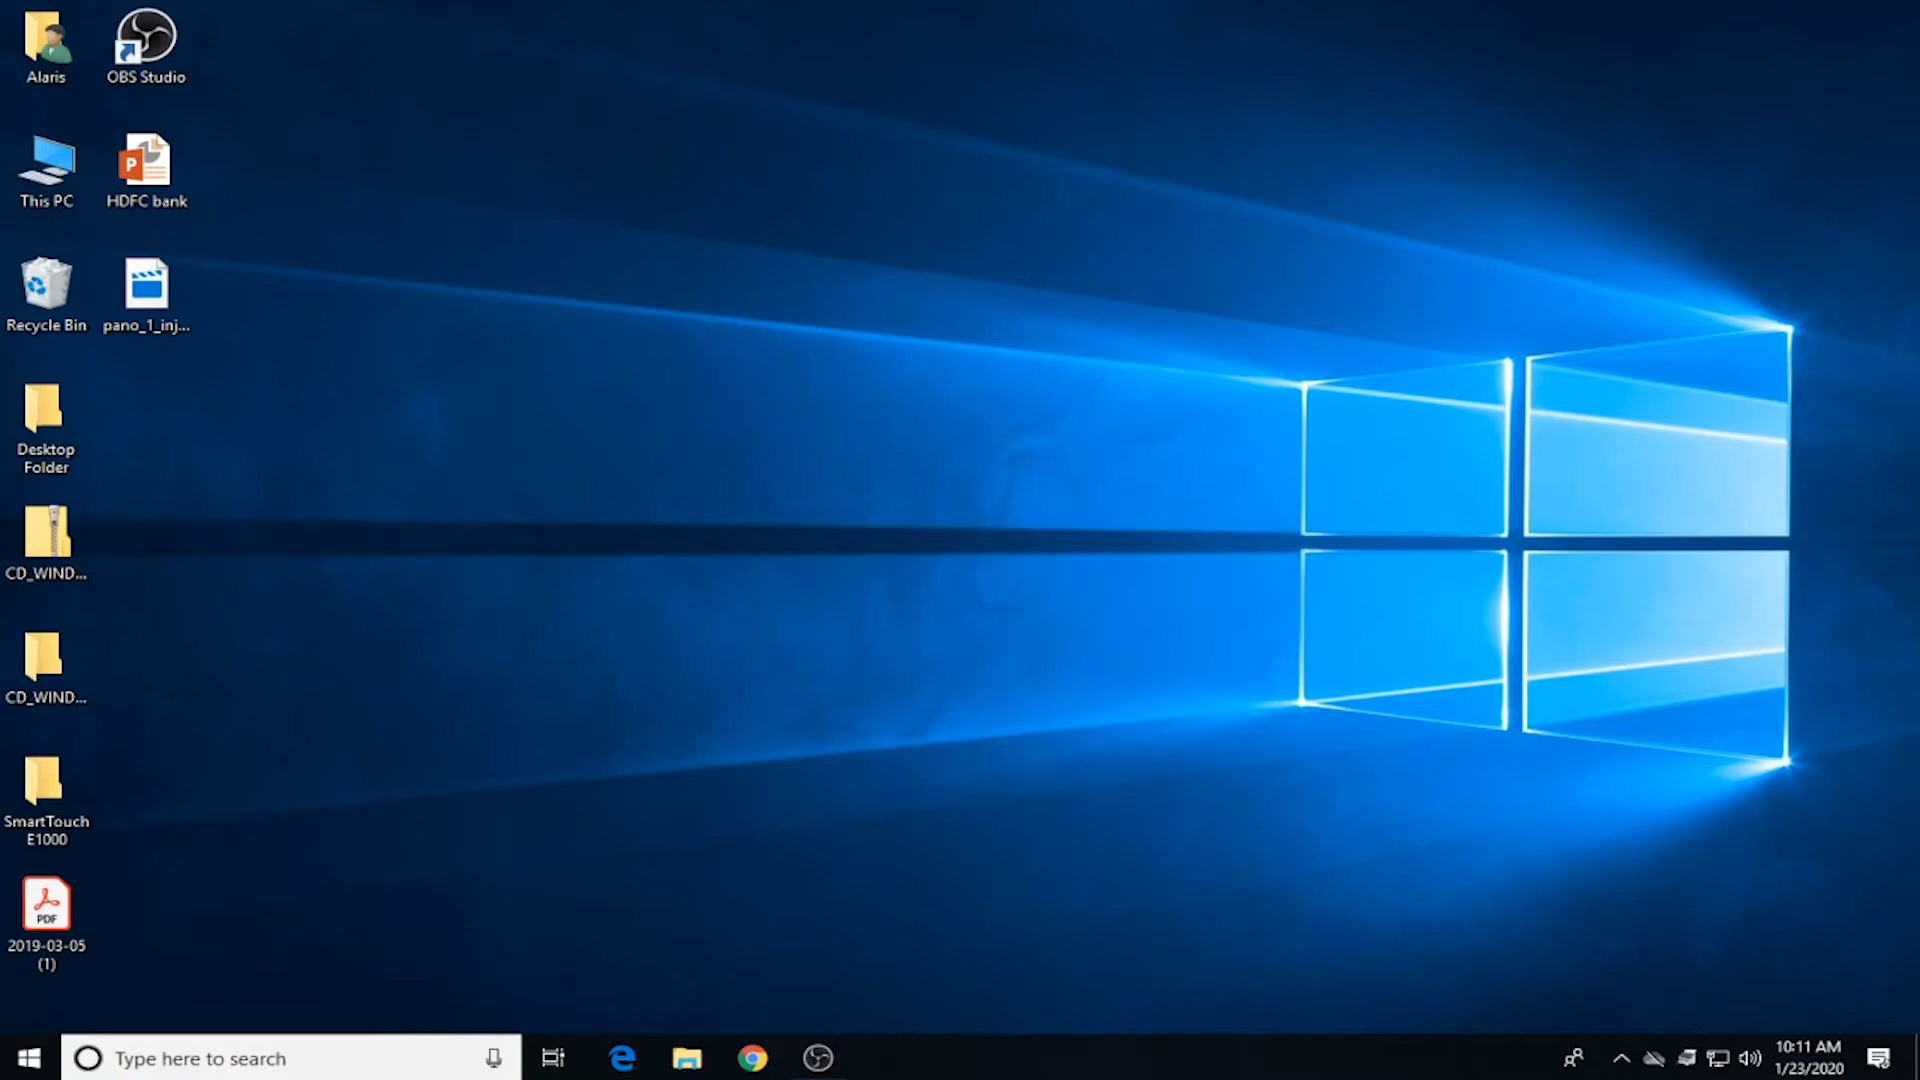 Alaris
OBS Studio
This PC
P
HDFC bank
Recycle Bin
pano_1_inj...
Desktop
Folder
CD_WIND...
CD_WIND...
SmartTouch
E1000
PDF
2019-03-05
(1)
Type here to search
10:11 AM
1/23/2020